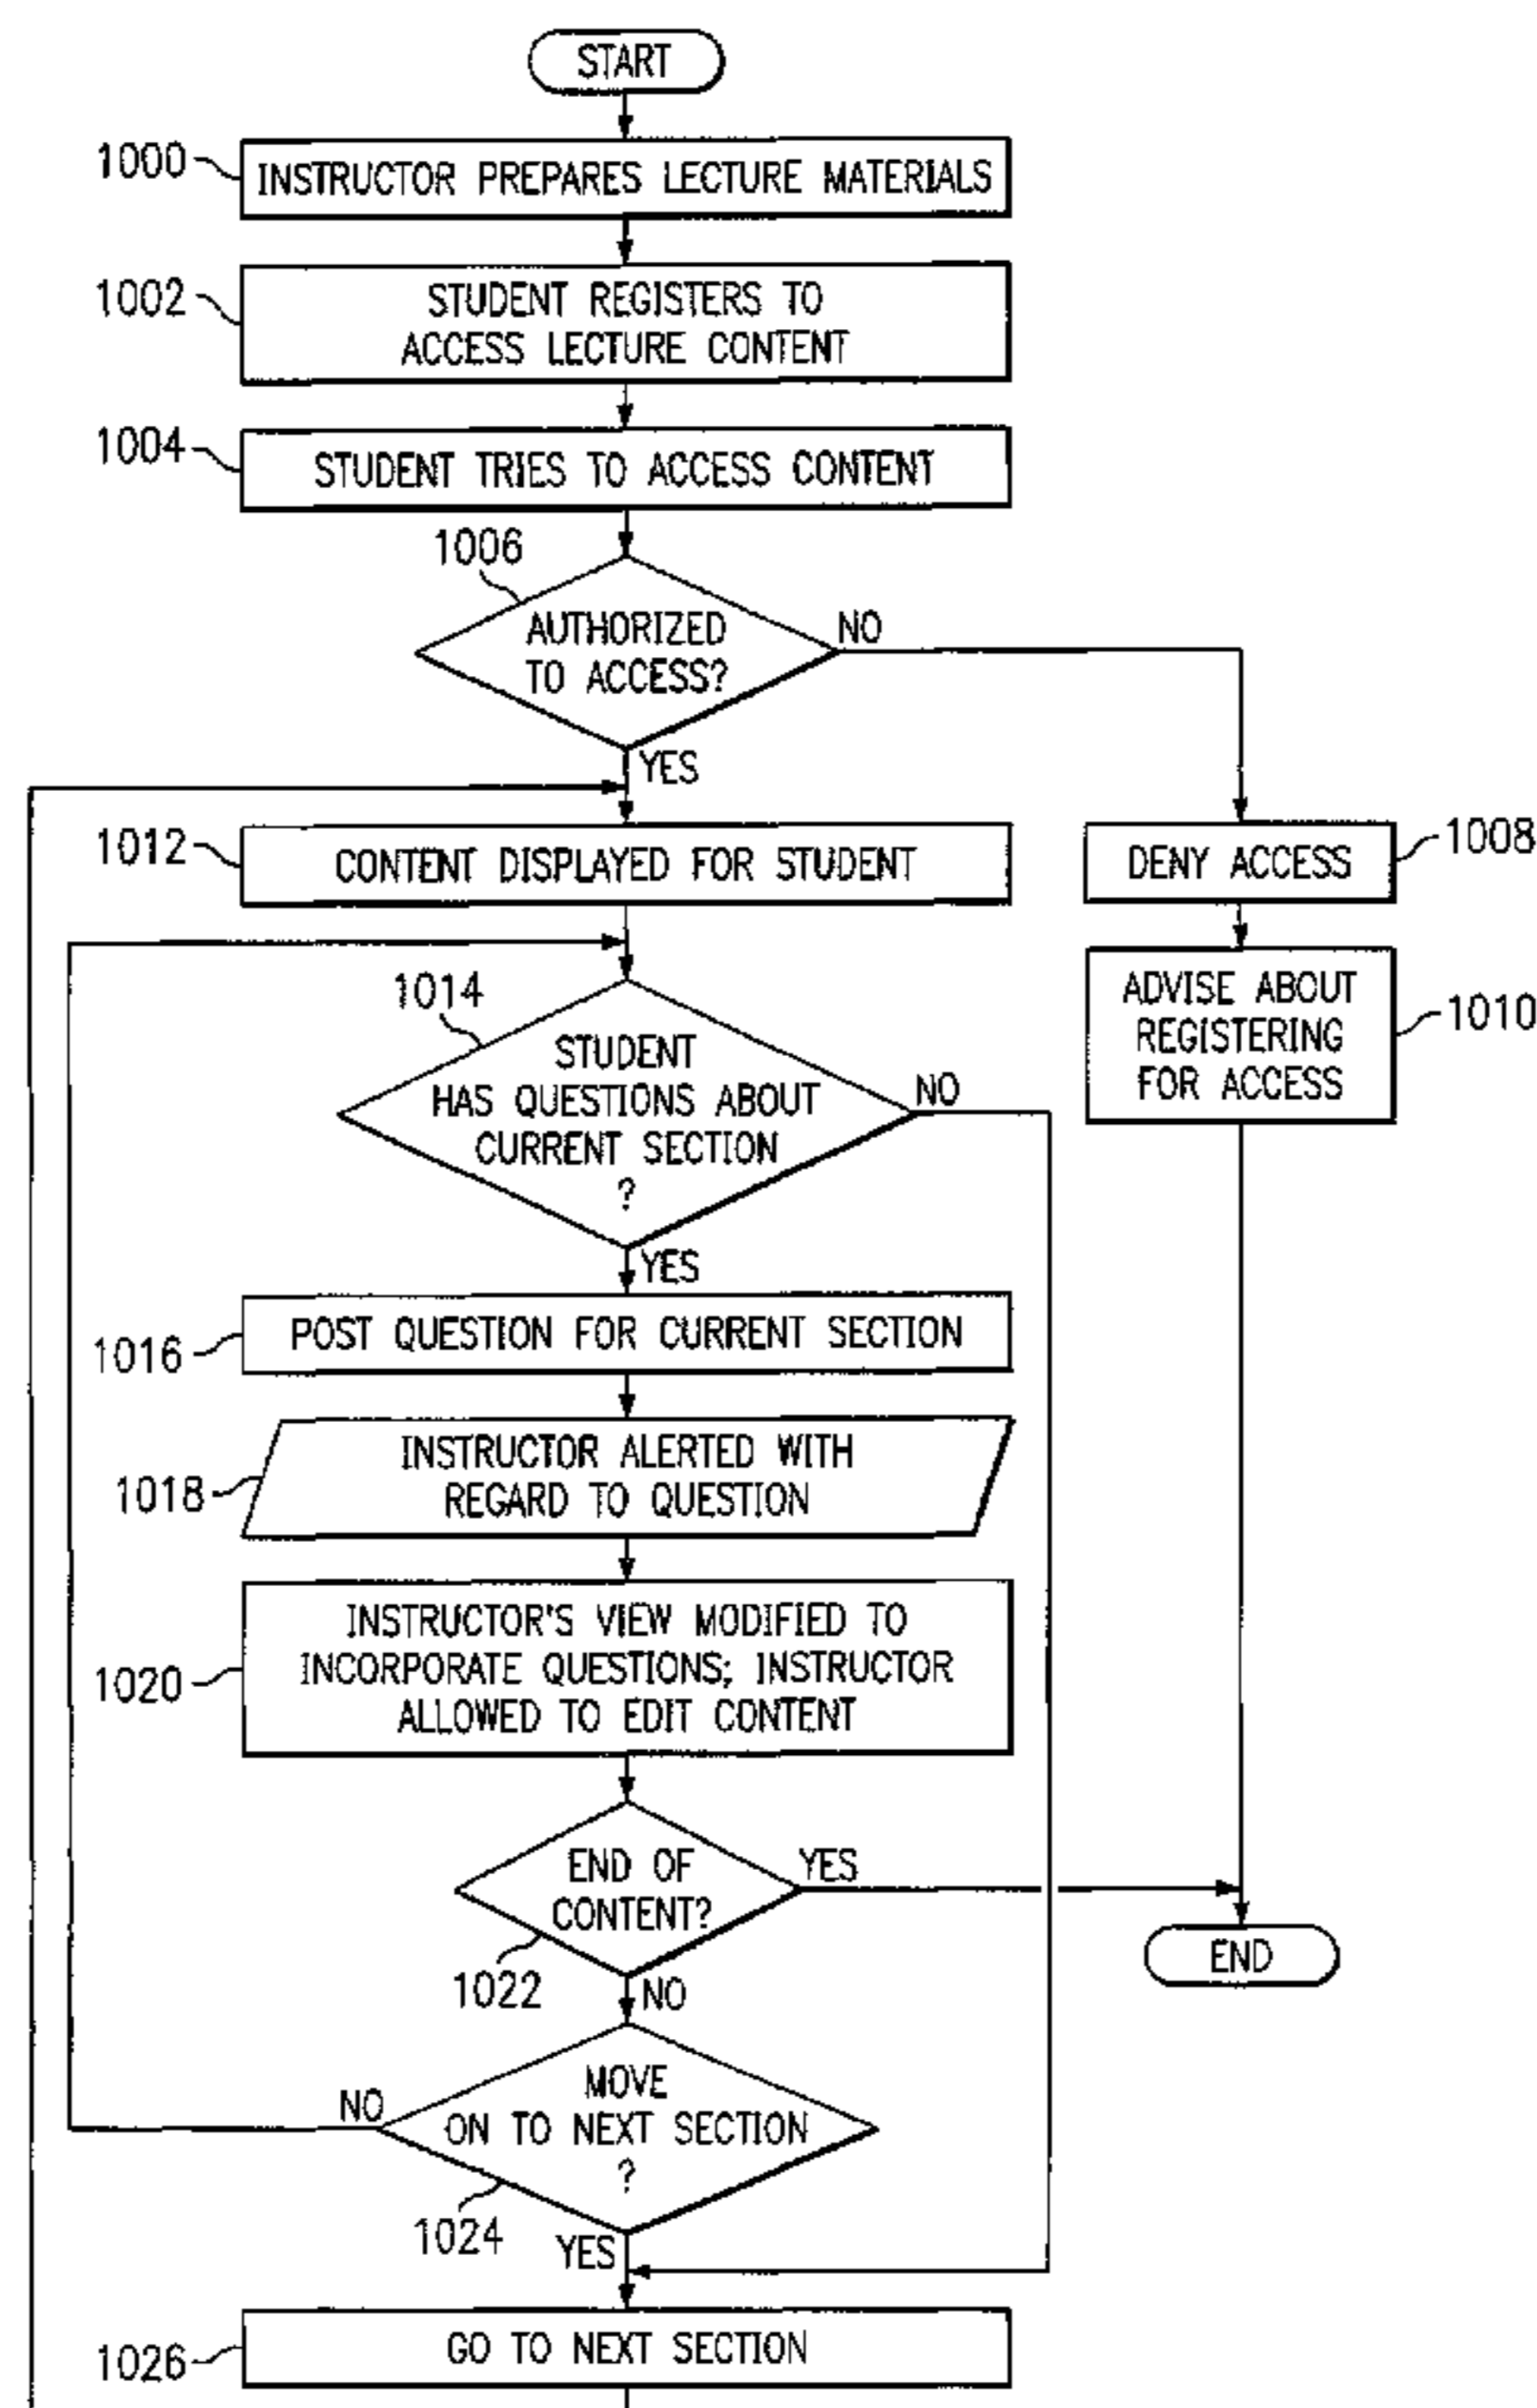 START
1000
INSTRUCTOR PREPARES LECTURE MATERIALS
1002
STUDENT REGISTERS TO
ACCESS LECTURE CONTENT
1004
STUDENT TRIES TO ACCESS CONTENT
1006
AUTHORIZED
TO ACCESS?
NO
YES
1012
CONTENT DISPLAYED FOR STUDENT
DENY ACCESS
1008
ADVISE ABOUT
REGISTERING
FOR ACCESS
1010
1014
STUDENT
HAS QUESTIONS ABOUT
CURRENT SECTION
?
NO
YES
1016
POST QUESTION FOR CURRENT SECTION
1018
INSTRUCTOR ALERTED WITH
REGARD TO QUESTION
1020
INSTRUCTOR'S VIEW MODIFIED TO
INCORPORATE QUESTIONS; INSTRUCTOR
ALLOWED TO EDIT CONTENT
END OF
CONTENT?
YES
1022
NO
END
MOVE
ON TO NEXT SECTION
?
NO
1024
YES
1026
GO TO NEXT SECTION